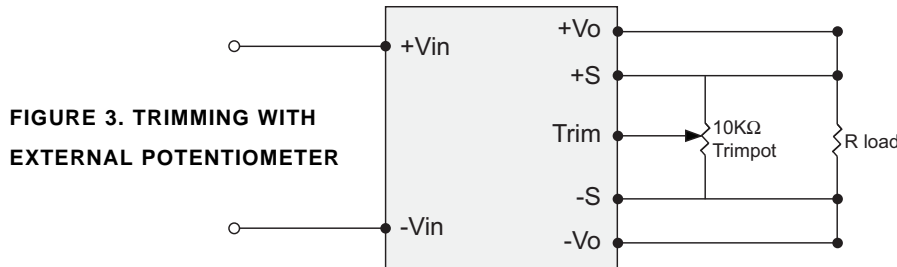 +Vo
+Vin
+S
FIGURE 3. TRIMMING WITH
EXTERNAL POTENTIOMETER
Trim
10KΩ
Trimpot
R load
-S
-Vin
-Vo